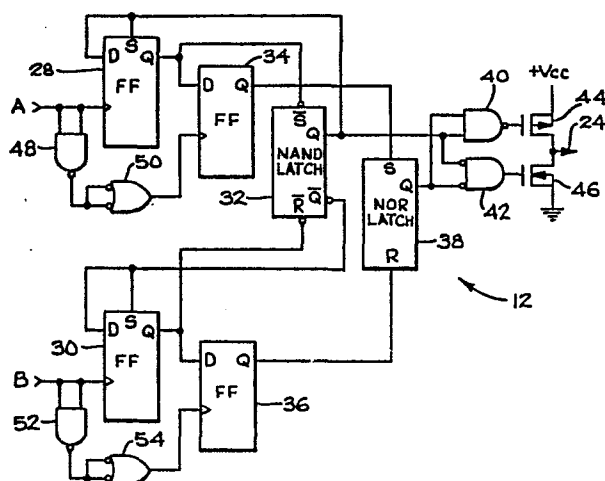 34
40
+Vcc
44
24
28
D
S
Q
FF
D
Q
FF
A
S̅
Q
NAND
LATCH
Q̅
R̅
32
48
50
S
Q
NOR
LATCH
R
38
42
46
12
D
S
Q
30
FF
D
Q
FF
36
B
52
54